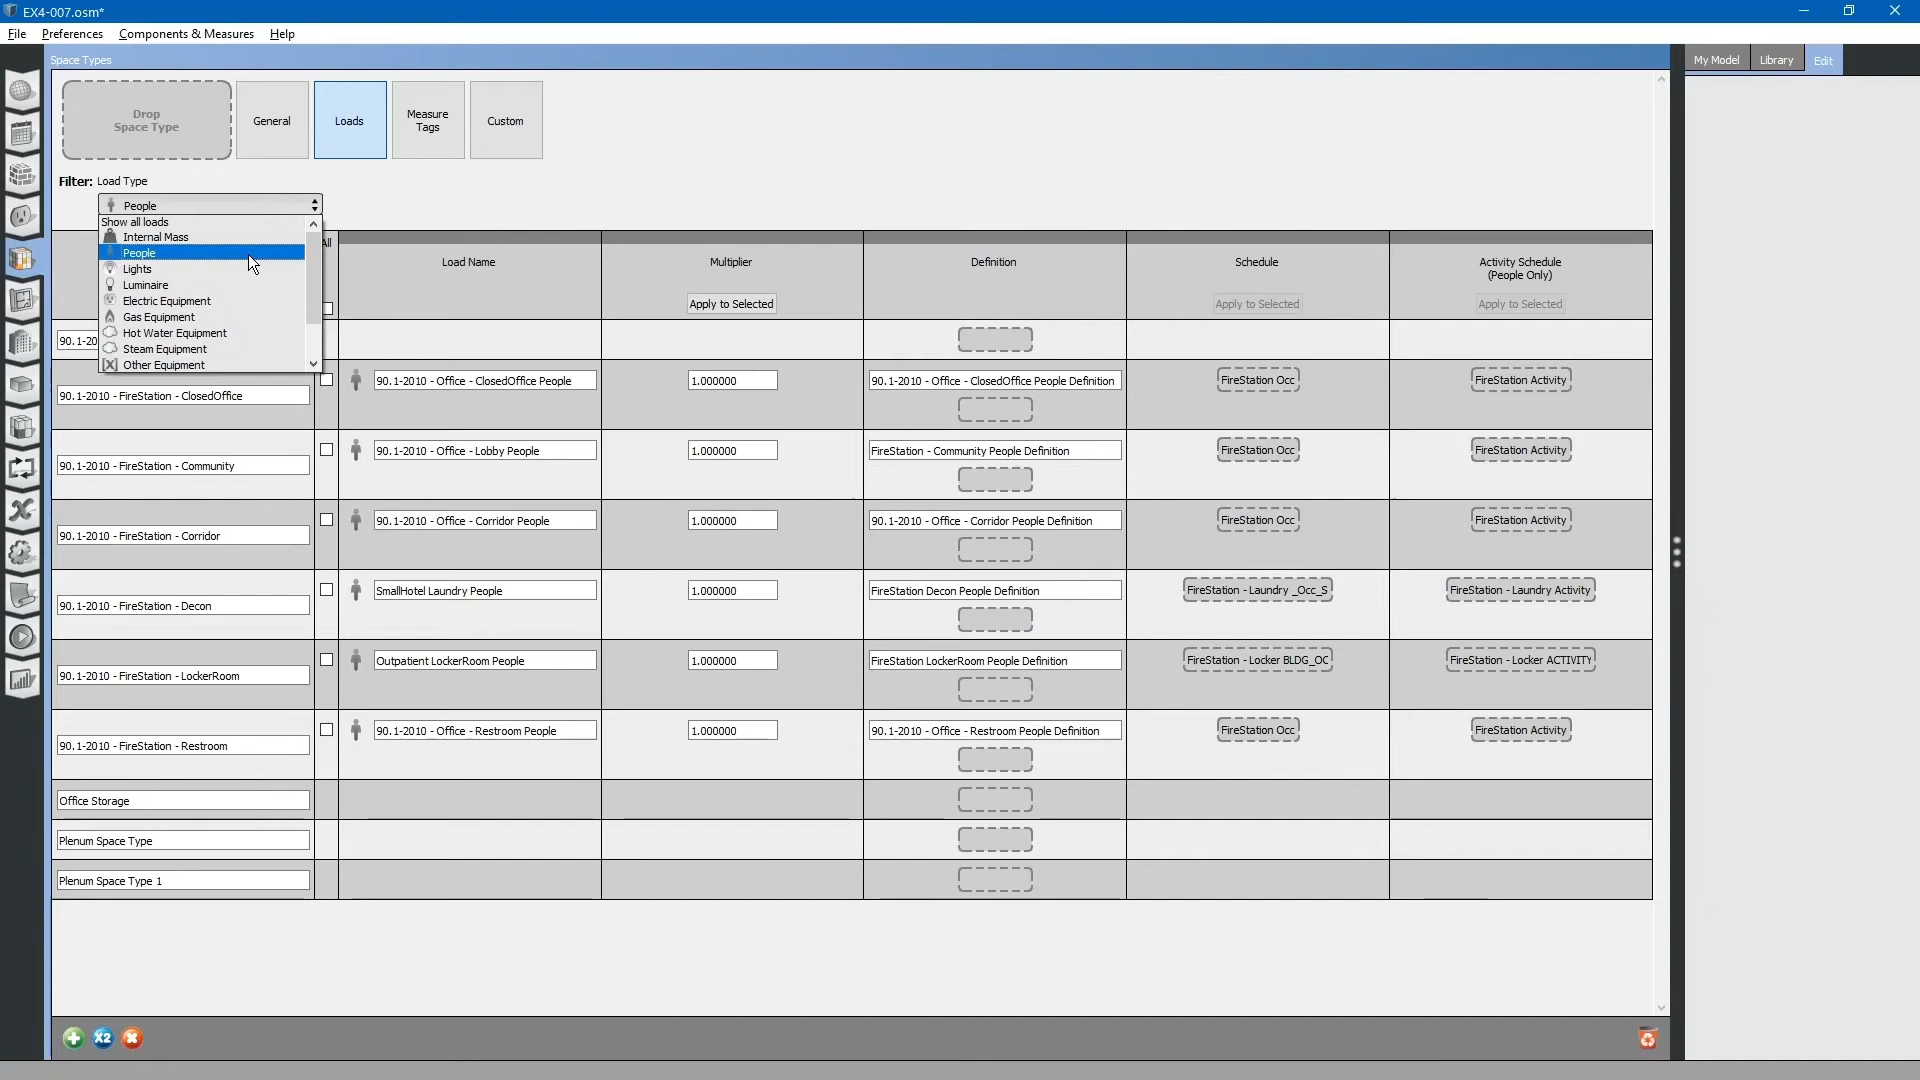 EX4-007.osm*
File Preferences Components & Measures Help
Space Types
My Model Library Edit
Drop
Space Type
General
Loads
Measure
Tags
Custom
Filter: Load Type
People
Show all loads
Internal Mass
People
Lights
Luminaire
Electric Equipment
Gas Equipment
Hot Water Equipment
Steam Equipment
Other Equipment
All
Load Name
Multiplier
Apply to Selected
Definition
Schedule
Apply to Selected
Activity Schedule
(People Only)
Apply to Selected
90.1-20
90.1-2010 - FireStation - ClosedOffice
90.1-2010 - Office - ClosedOffice People
1.000000
90.1-2010 - Office - ClosedOffice People Definition
FireStation Occ
FireStation Activity
90.1-2010 - FireStation - Community
90.1-2010 - Office - Lobby People
1.000000
FireStation - Community People Definition
FireStation Occ
FireStation Activity
90.1-2010 - FireStation - Corridor
90.1-2010 - Office - Corridor People
1.000000
90.1-2010 - Office - Corridor People Definition
FireStation Occ
FireStation Activity
90.1-2010 - FireStation - Decon
SmallHotel Laundry People
1.000000
FireStation Decon People Definition
FireStation - Laundry _Occ_S
FireStation - Laundry Activity
90.1-2010 - FireStation - LockerRoom
Outpatient LockerRoom People
1.000000
FireStation LockerRoom People Definition
FireStation - Locker BLDG_OC
FireStation - Locker ACTIVITY
90.1-2010 - FireStation - Restroom
90.1-2010 - Office - Restroom People
1.000000
90.1-2010 - Office - Restroom People Definition
FireStation Occ
FireStation Activity
Office Storage
Plenum Space Type
Plenum Space Type 1
X2